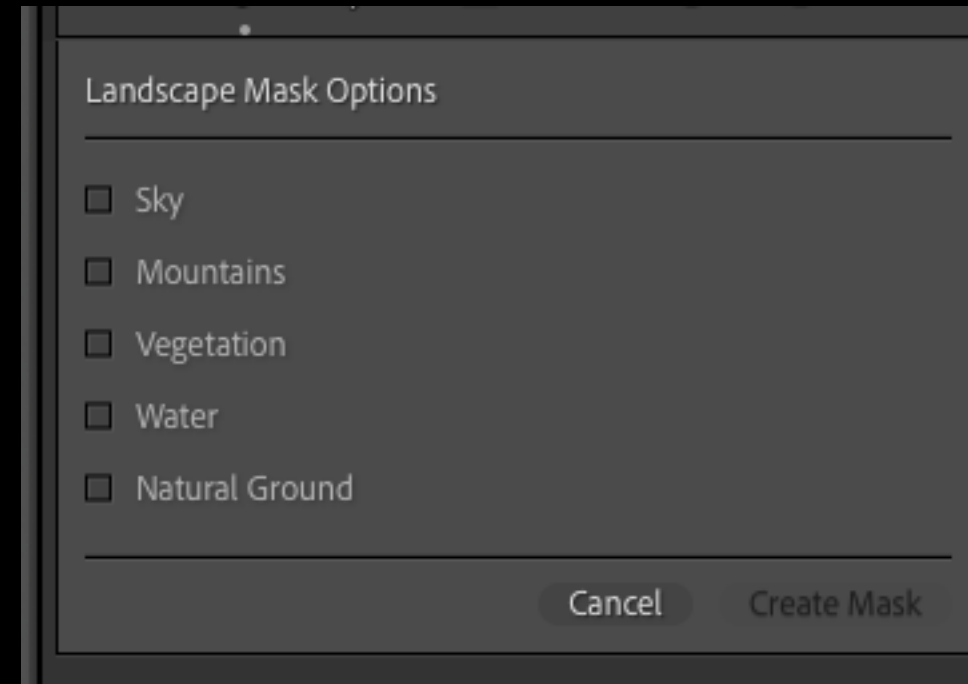 Landscape Mask Options
Sky
Mountains
Vegetation
Water
Natural Ground
Cancel Create Mask